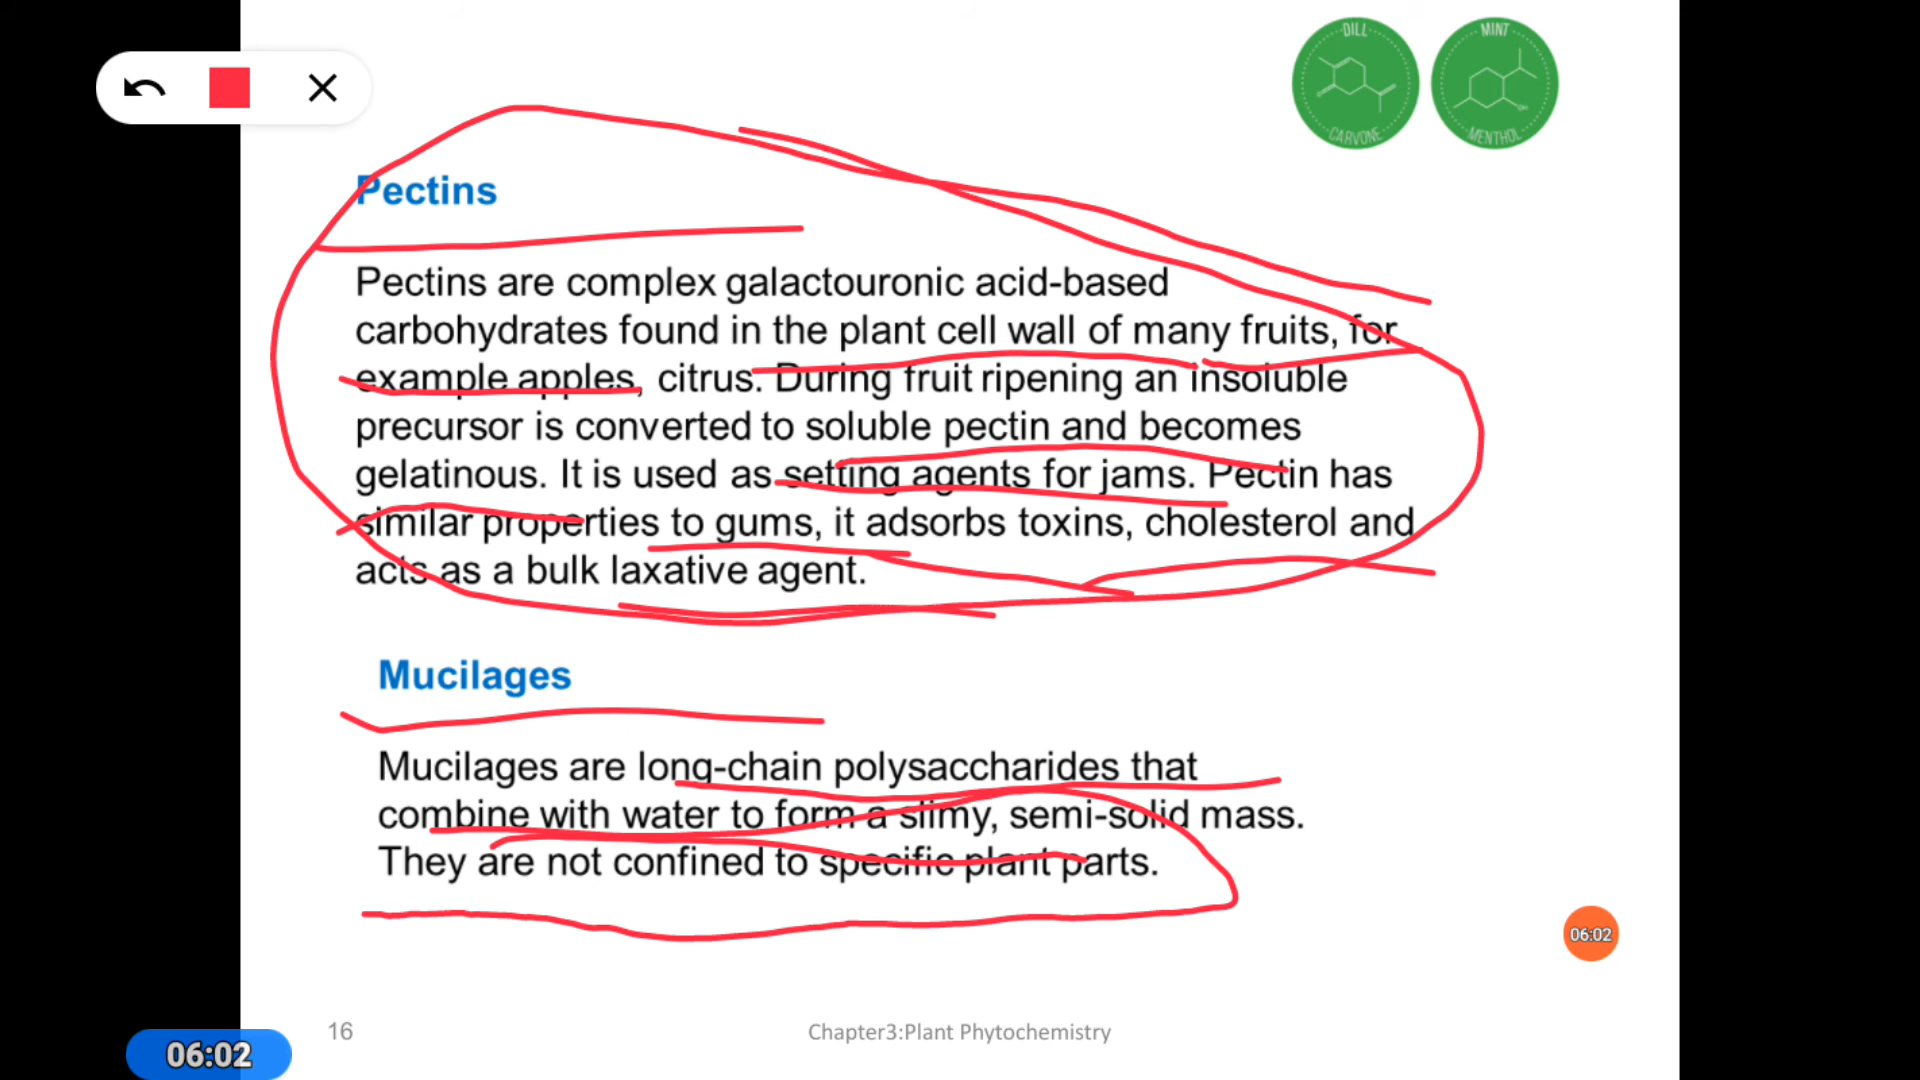 DILL
CARVONE
MINT
OH
MENTHOL
Pectins
Pectins are complex galactouronic acid-based
carbohydrates found in the plant cell wall of many fruits, for
example apples, citrus. During fruit ripening an insoluble
precursor is converted to soluble pectin and becomes
gelatinous. It is used as setting agents for jams. Pectin has
similar properties to gums, it adsorbs toxins, cholesterol and
acts as a bulk laxative agent.
Mucilages
Mucilages are long-chain polysaccharides that
combine with water to form a slimy, semi-solid mass.
They are not confined to specific plant parts.
06:02
16
Chapter3:Plant Phytochemistry
06:02